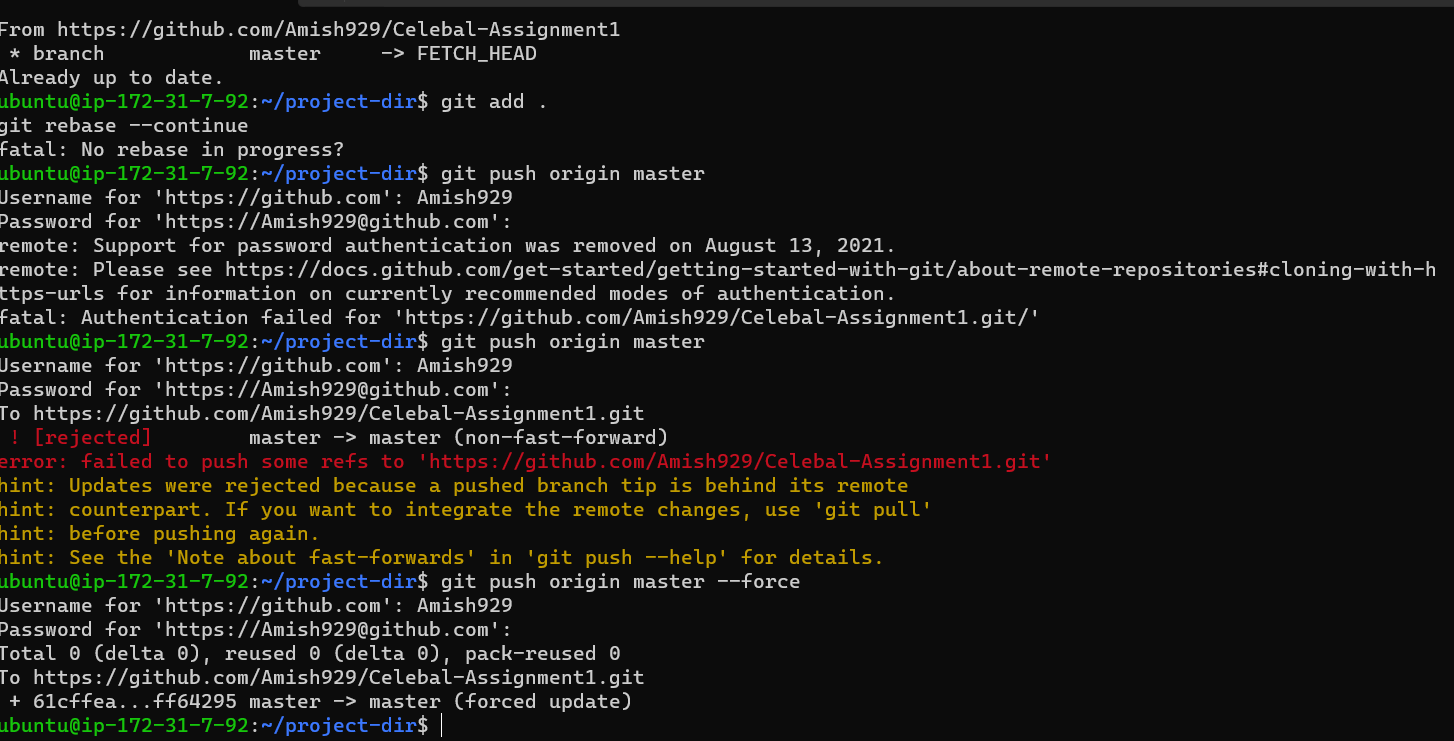 From https://github.com/Amish929/Celebal-Assignment1
 * branch            master     -> FETCH_HEAD
Already up to date.
ubuntu@ip-172-31-7-92:~/project-dir$ git add .
git rebase --continue
fatal: No rebase in progress?
ubuntu@ip-172-31-7-92:~/project-dir$ git push origin master
Username for 'https://github.com': Amish929
Password for 'https://Amish929@github.com':
remote: Support for password authentication was removed on August 13, 2021.
remote: Please see https://docs.github.com/get-started/getting-started-with-git/about-remote-repositories#cloning-with-h
ttps-urls for information on currently recommended modes of authentication.
fatal: Authentication failed for 'https://github.com/Amish929/Celebal-Assignment1.git/'
ubuntu@ip-172-31-7-92:~/project-dir$ git push origin master
Username for 'https://github.com': Amish929
Password for 'https://Amish929@github.com':
To https://github.com/Amish929/Celebal-Assignment1.git
 ! [rejected]        master -> master (non-fast-forward)
error: failed to push some refs to 'https://github.com/Amish929/Celebal-Assignment1.git'
hint: Updates were rejected because a pushed branch tip is behind its remote
hint: counterpart. If you want to integrate the remote changes, use 'git pull'
hint: before pushing again.
hint: See the 'Note about fast-forwards' in 'git push --help' for details.
ubuntu@ip-172-31-7-92:~/project-dir$ git push origin master --force
Username for 'https://github.com': Amish929
Password for 'https://Amish929@github.com':
Total 0 (delta 0), reused 0 (delta 0), pack-reused 0
To https://github.com/Amish929/Celebal-Assignment1.git
 + 61cffea...ff64295 master -> master (forced update)
ubuntu@ip-172-31-7-92:~/project-dir$